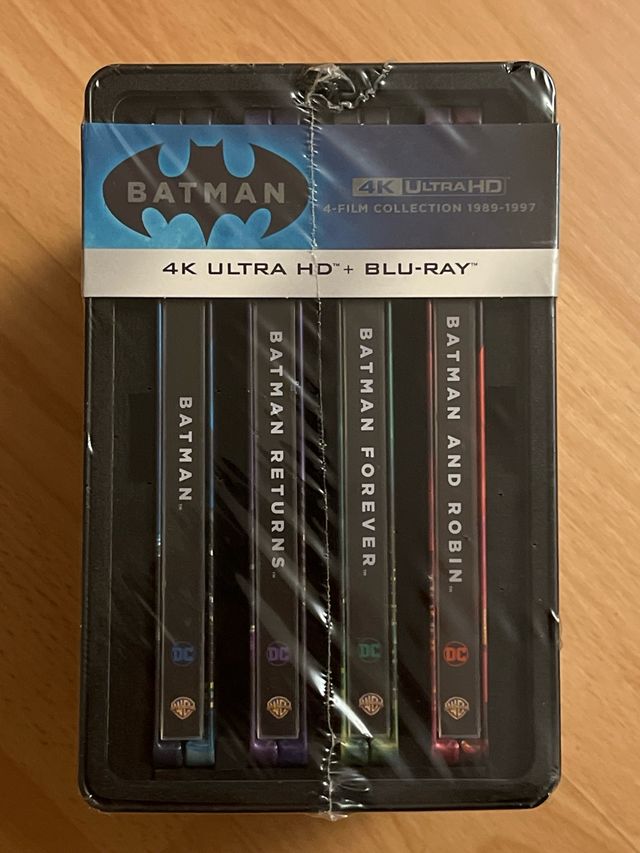 BATMAN
4K ULTRAHD
4-FILM COLLECTION 1989-1997
4K ULTRA HD™ + BLU-RAY™
BATMAN™
BATMAN RETURNS™
BATMAN FOREVER™
BATMAN AND ROBIN™
DC
DC
DC
DC
WB
WB
WB
WB